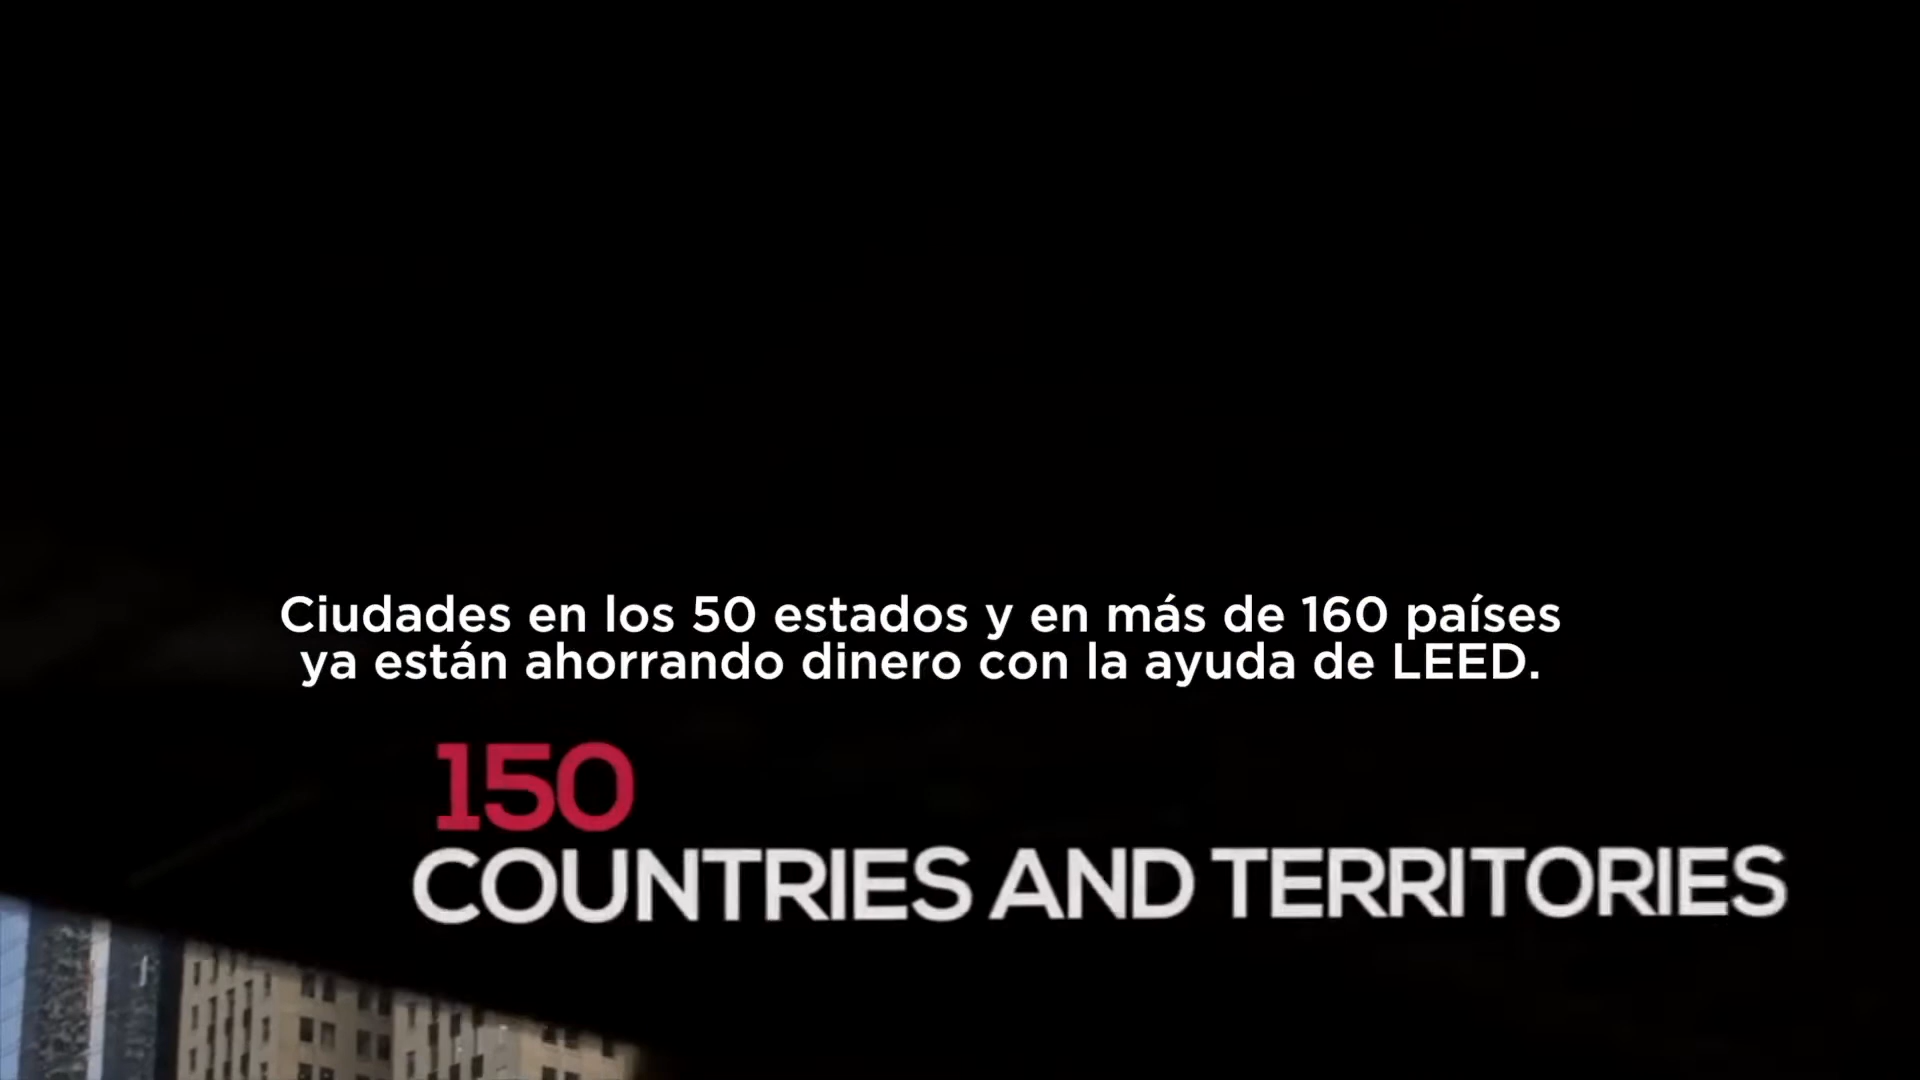 Ciudades en los 50 estados y en más de 160 países
ya están ahorrando dinero con la ayuda de LEED.
150
COUNTRIES AND TERRITORIES